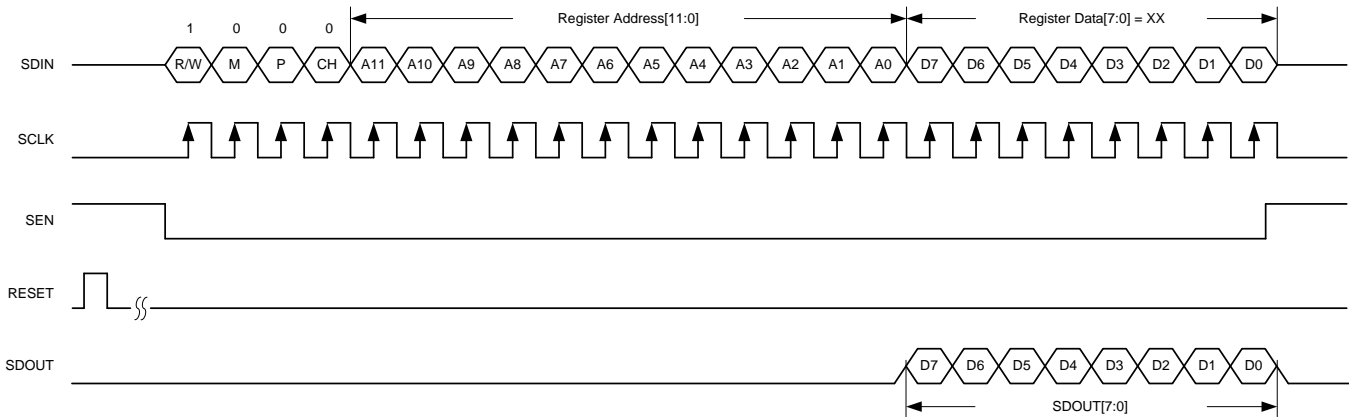 1 0 0 0
Register Address[11:0] Register Data[7:0] = XX
SDIN R/W M P CH A11 A10 A9 A8 A7 A6 A5 A4 A3 A2 A1 A0 D7 D6 D5 D4 D3 D2 D1 D0
SCLK
SEN
RESET
SDOUT D7 D6 D5 D4 D3 D2 D1 D0
SDOUT[7:0]